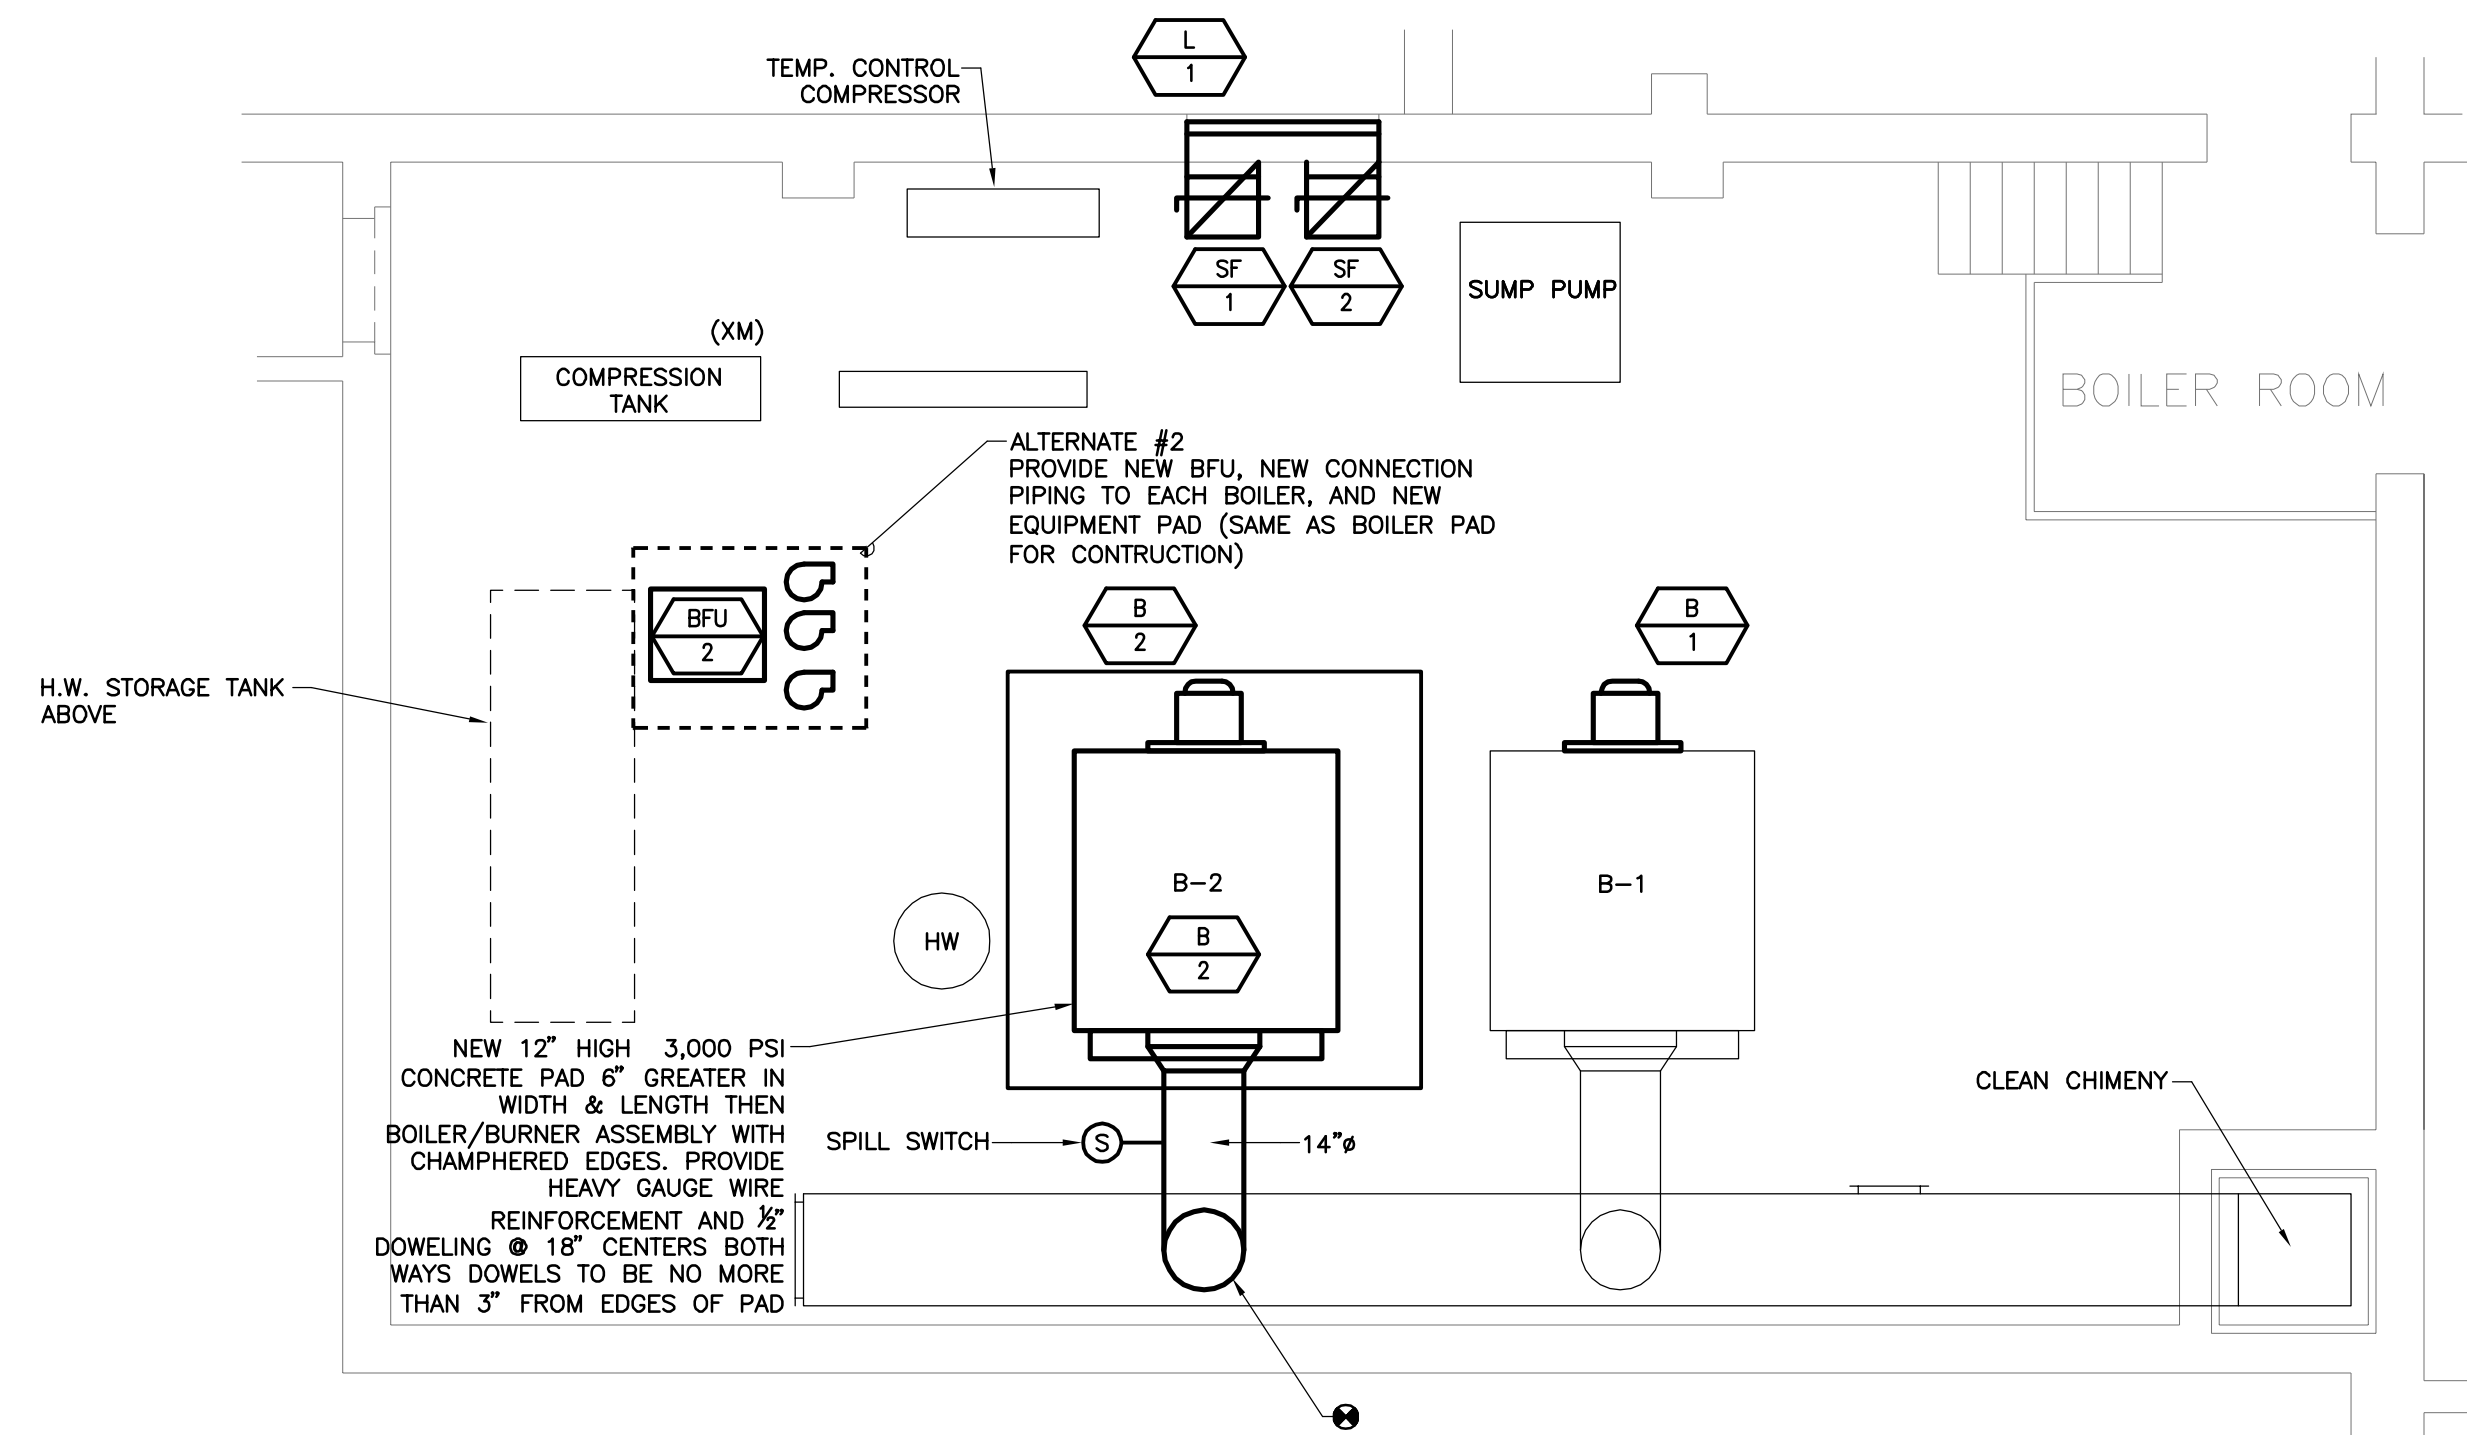 L
1
TEMP. CONTROL
COMPRESSOR
SF
1
SF
2
SUMP PUMP
(XM)
COMPRESSION
TANK
BOILER ROOM
ALTERNATE #2
PROVIDE NEW BFU, NEW CONNECTION
PIPING TO EACH BOILER, AND NEW
EQUIPMENT PAD (SAME AS BOILER PAD
FOR CONTRUCTION)
BFU
2
B
2
B
1
H.W. STORAGE TANK
ABOVE
B-2
B-1
B
2
HW
NEW 12" HIGH 3,000 PSI
CONCRETE PAD 6" GREATER IN
WIDTH & LENGTH THEN
BOILER/BURNER ASSEMBLY WITH
CHAMPHERED EDGES. PROVIDE
HEAVY GAUGE WIRE
REINFORCEMENT AND ½"
DOWELING @ 18" CENTERS BOTH
WAYS DOWELS TO BE NO MORE
THAN 3" FROM EDGES OF PAD
SPILL SWITCH
S
14"ø
CLEAN CHIMENY